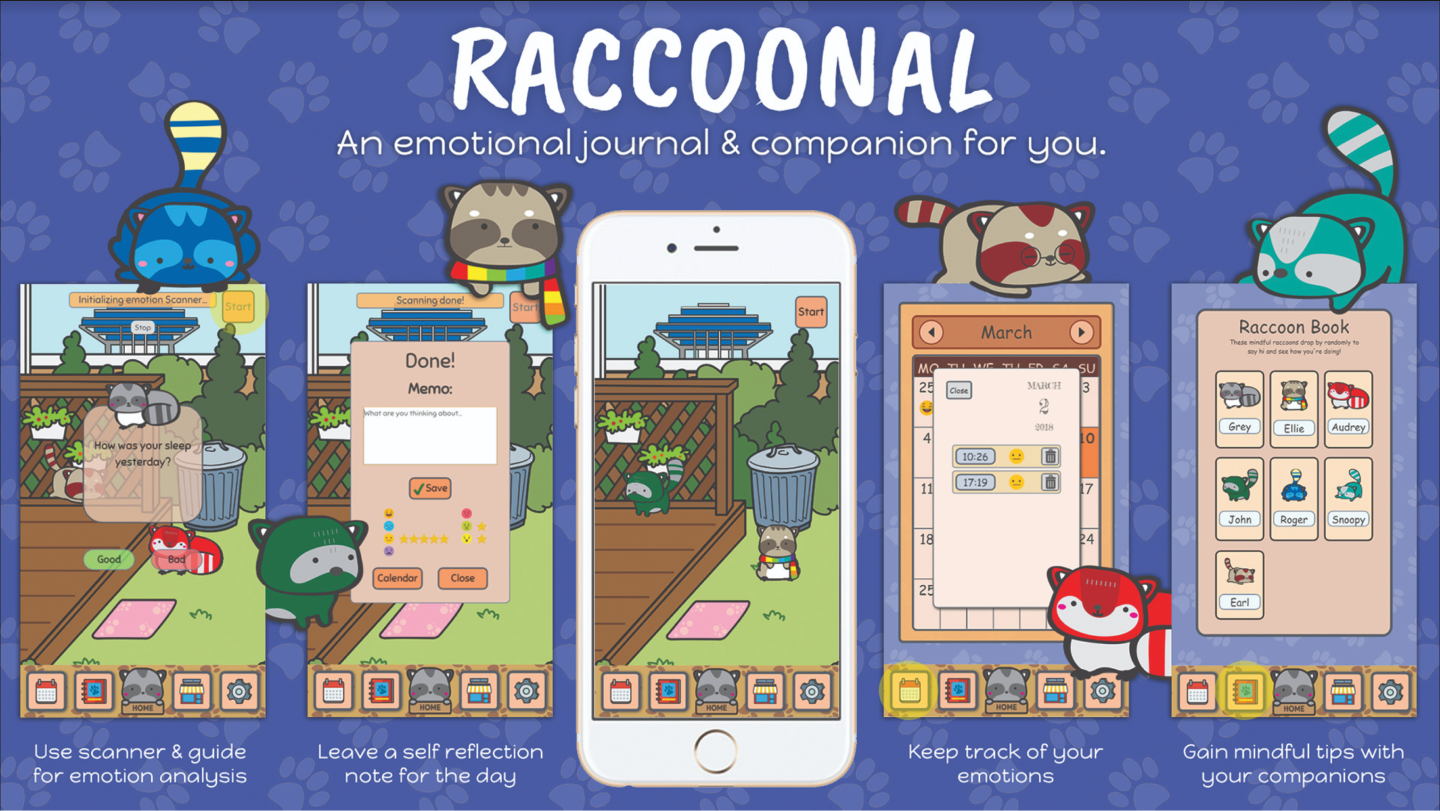 RACCOONAL
An emotional journal & companion for you.
Initializing emotion Scanner...
Start
Stop
How was your sleep
yesterday?
Good
Bad
HOME
Use scanner & guide
for emotion analysis
Scanning done!
Start
Done!
Memo:
What are you thinking about...
Save
Calendar
Close
HOME
Leave a self reflection
note for the day
Start
HOME
March
MO TU WE TH FR SA SU
25
3
4
10
11
17
18
24
25
Close
MARCH
2
2018
10:26
17:19
HOME
Keep track of your
emotions
Raccoon Book
These mindful raccoons drop by randomly to
say hi and see how you're doing!
Grey
Ellie
Audrey
John
Roger
Snoopy
Earl
HOME
Gain mindful tips with
your companions